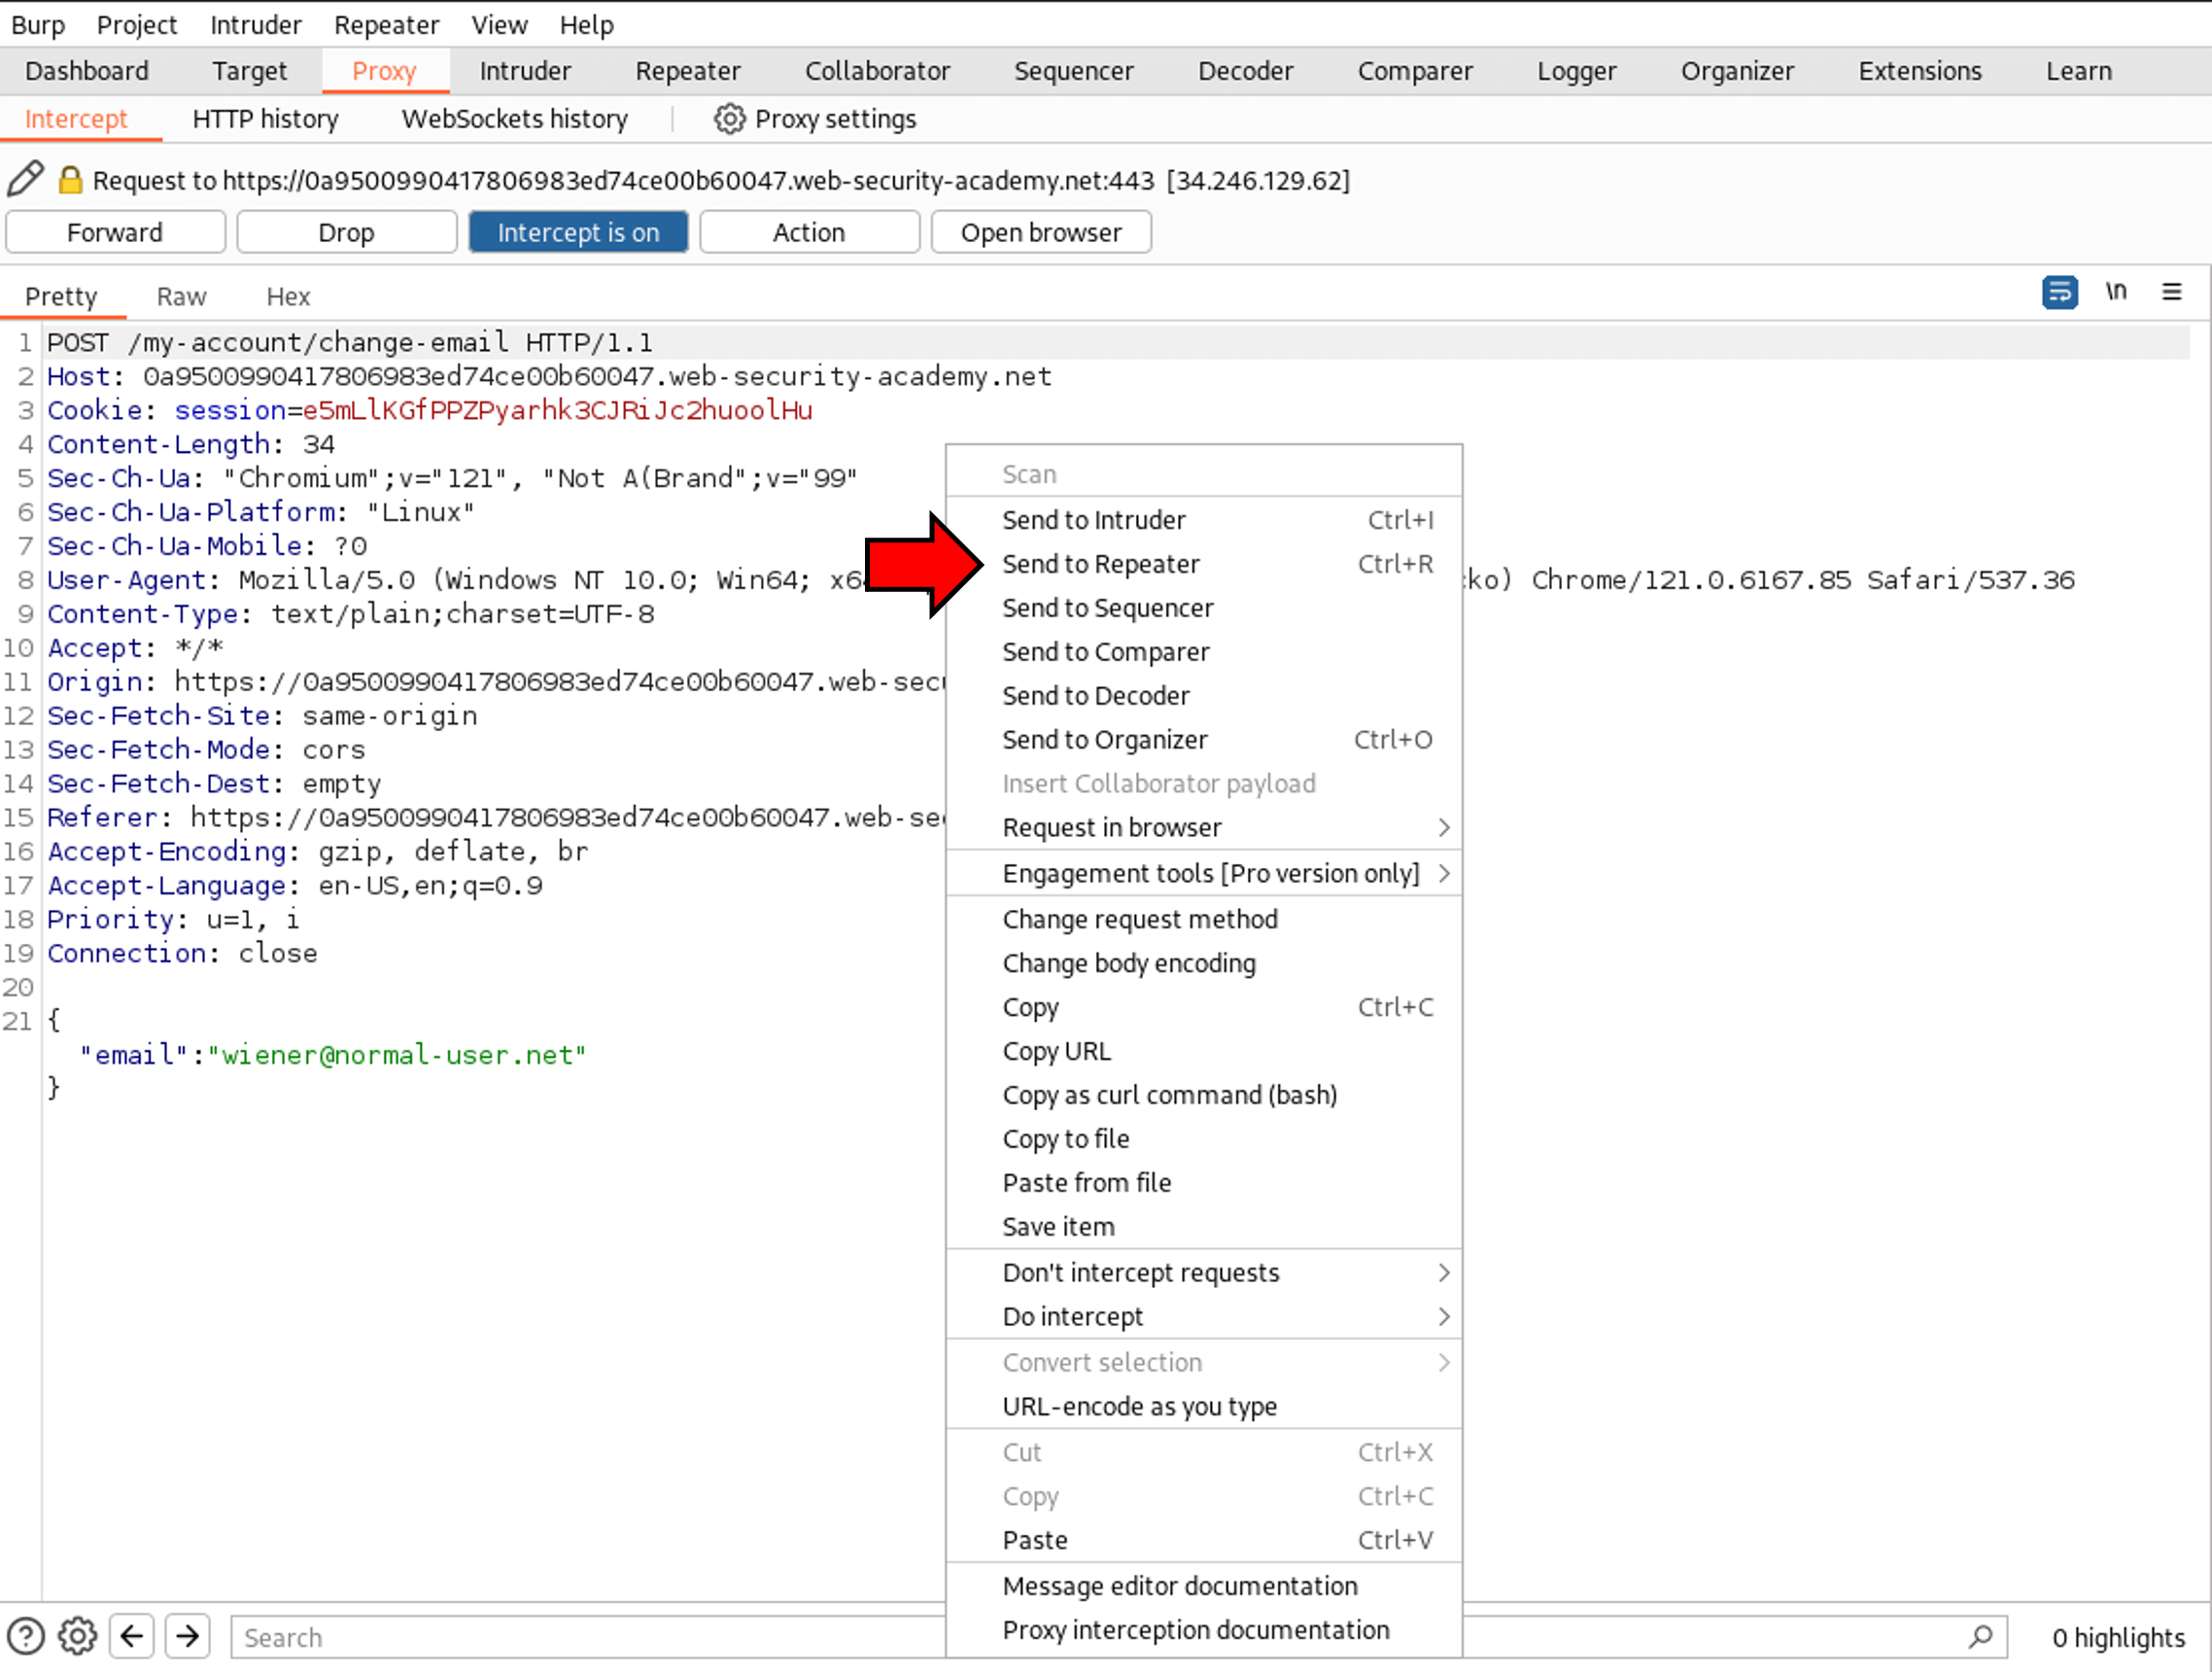 Burp Project Intruder Repeater View Help
Dashboard Target Proxy Intruder Repeater Collaborator Sequencer Decoder Comparer Logger Organizer Extensions Learn
Intercept HTTP history WebSockets history Proxy settings
Request to https://0a9500990417806983ed74ce00b60047.web-security-academy.net:443 [34.246.129.62]
Forward Drop Intercept is on Action Open browser
Pretty Raw Hex \n
1 POST /my-account/change-email HTTP/1.1
2 Host: 0a9500990417806983ed74ce00b60047.web-security-academy.net
3 Cookie: session=e5mLlKGfPPZPyarhk3CJRiJc2huoolHu
4 Content-Length: 34
5 Sec-Ch-Ua: "Chromium";v="121", "Not A(Brand";v="99"
6 Sec-Ch-Ua-Platform: "Linux"
7 Sec-Ch-Ua-Mobile: ?0
8 User-Agent: Mozilla/5.0 (Windows NT 10.0; Win64; ko) Chrome/121.0.6167.85 Safari/537.36
9 Content-Type: text/plain;charset=UTF-8
10 Accept: */*
11 Origin: https://0a9500990417806983ed74ce00b60047.web-sec
12 Sec-Fetch-Site: same-origin
13 Sec-Fetch-Mode: cors
14 Sec-Fetch-Dest: empty
15 Referer: https://0a9500990417806983ed74ce00b60047.web-se
16 Accept-Encoding: gzip, deflate, br
17 Accept-Language: en-US,en;q=0.9
18 Priority: u=1, i
19 Connection: close
20
21 {
"email":"wiener@normal-user.net"
}
Scan
Send to Intruder Ctrl+I
Send to Repeater Ctrl+R
Send to Sequencer
Send to Comparer
Send to Decoder
Send to Organizer Ctrl+O
Insert Collaborator payload
Request in browser
Engagement tools [Pro version only]
Change request method
Change body encoding
Copy Ctrl+C
Copy URL
Copy as curl command (bash)
Copy to file
Paste from file
Save item
Don't intercept requests
Do intercept
Convert selection
URL-encode as you type
Cut Ctrl+X
Copy Ctrl+C
Paste Ctrl+V
Message editor documentation
Proxy interception documentation
Search 0 highlights